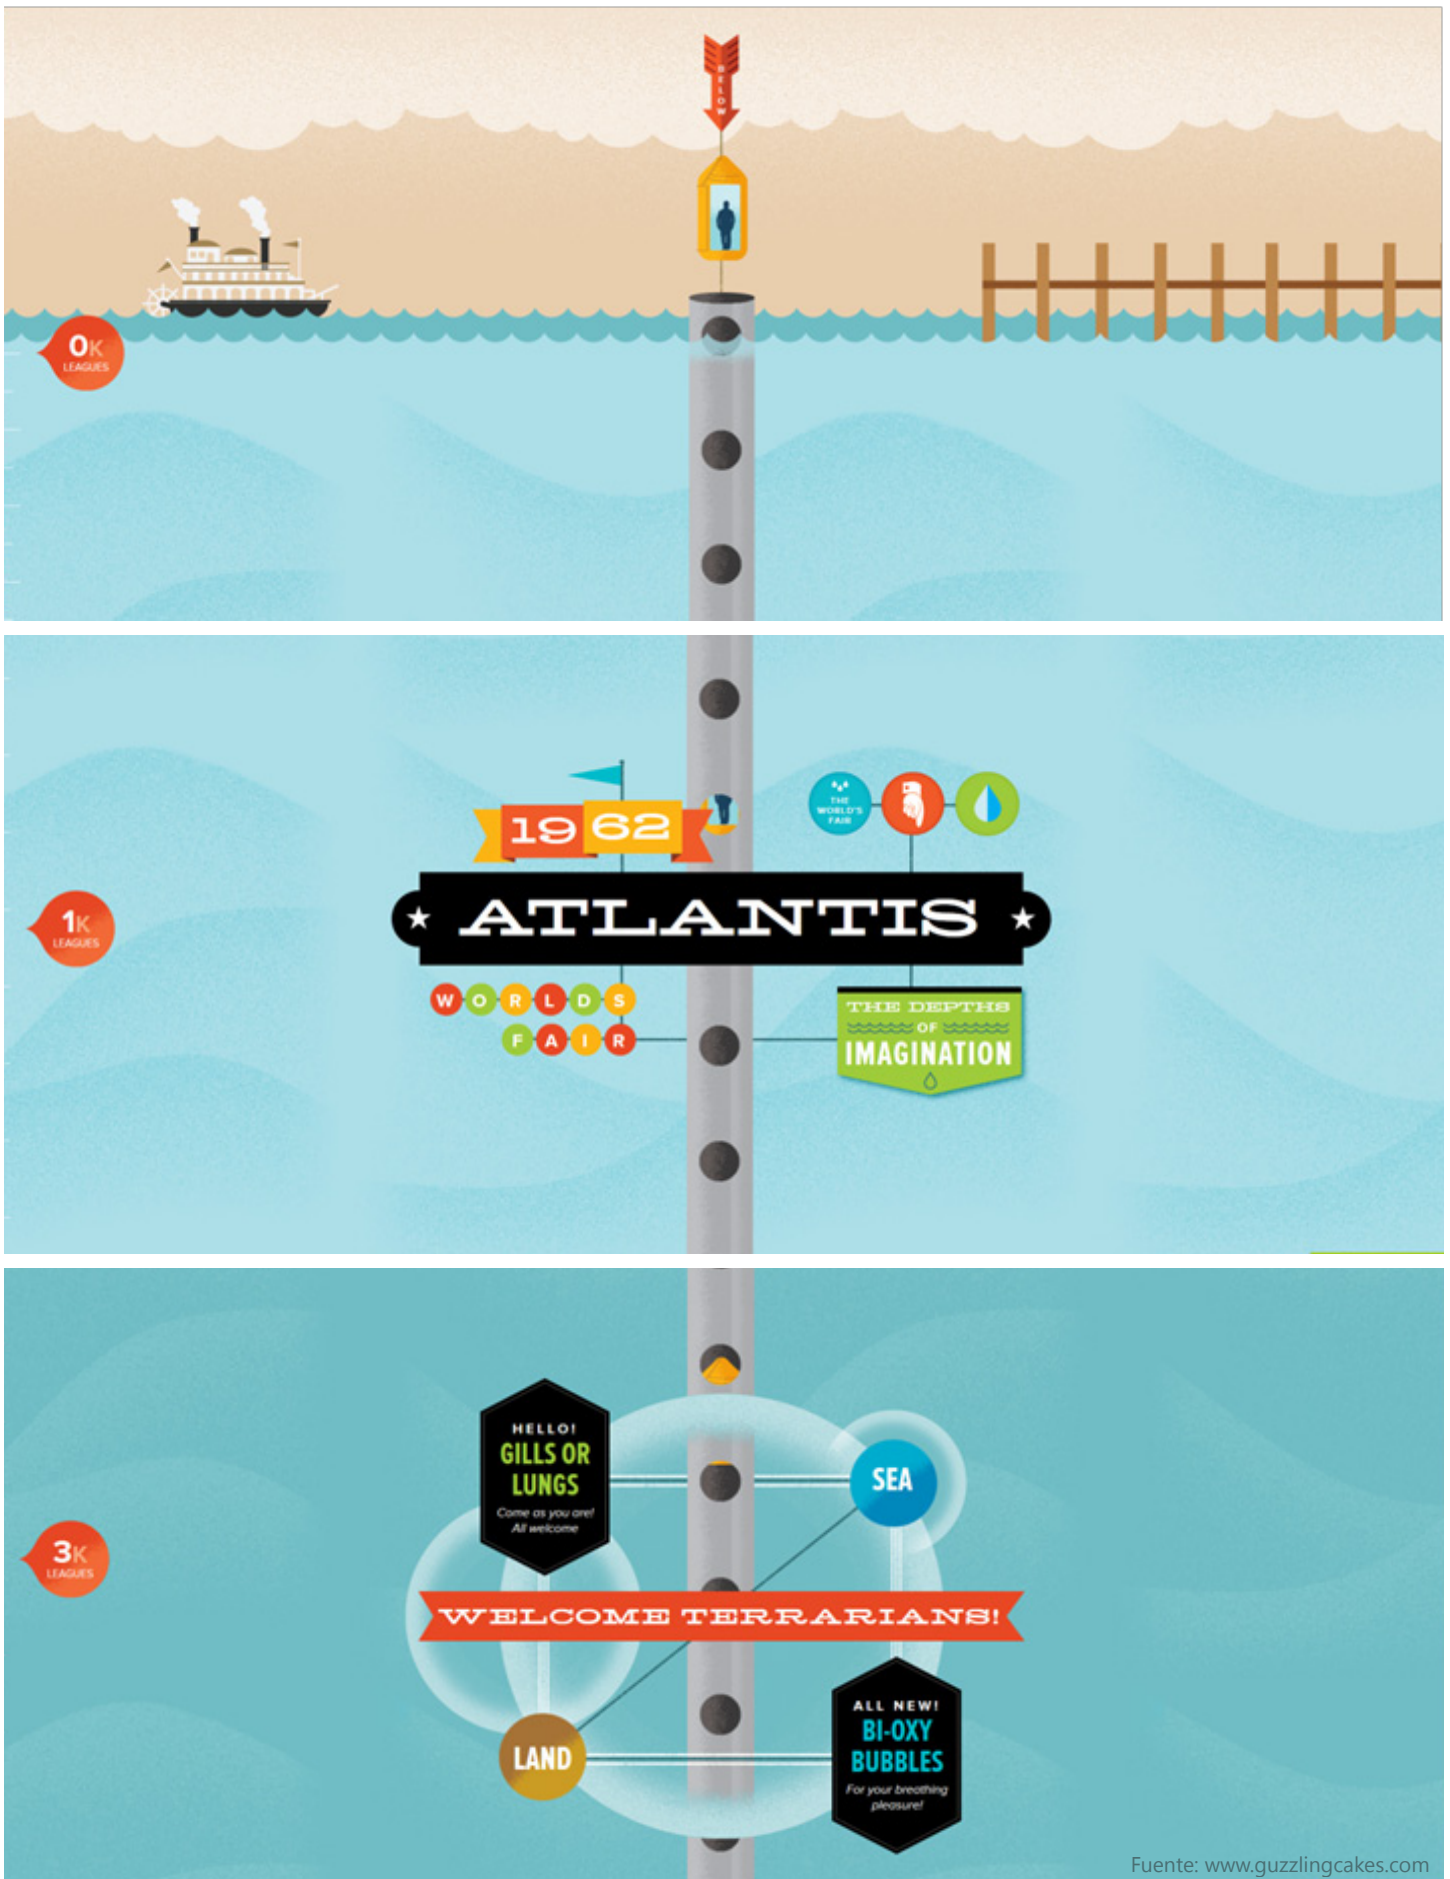 BELOW
0K
LEAGUES
1962
THE
WORLD'S
FAIR
1K
LEAGUES
ATLANTIS
WORLDS
FAIR
THE DEPTHS
OF
IMAGINATION
HELLO!
GILLS OR
LUNGS
Come as you are!
All welcome
SEA
3K
LEAGUES
WELCOME TERRARIANS!
LAND
ALL NEW!
BI-OXY
BUBBLES
For your breathing
pleasure!
Fuente: www.guzzlingcakes.com